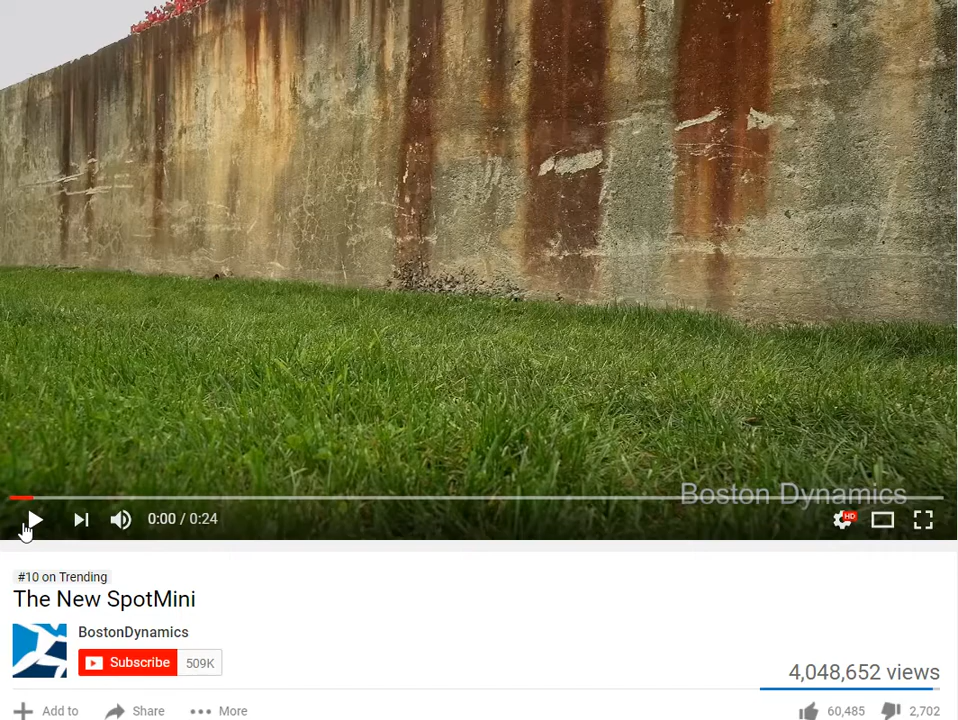 Boston Dynamics
0:00 / 0:24
HD
#10 on Trending
The New SpotMini
BostonDynamics
Subscribe 509K
4,048,652 views
Add to Share More 60,485 2,702